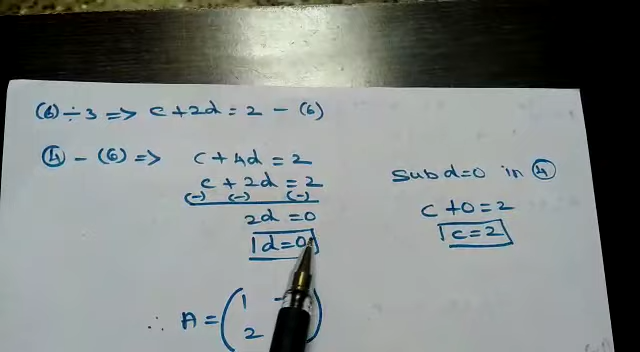 (6) ÷ 3 => c + 2d = 2 - (6)
④ - (6) => c + 4d = 2
c + 2d = 2
(-) (-) (-)
2d = 0
d = 0
Sub d=0 in ④
c + 0 = 2
c = 2
∴ A = ( 1
2 )